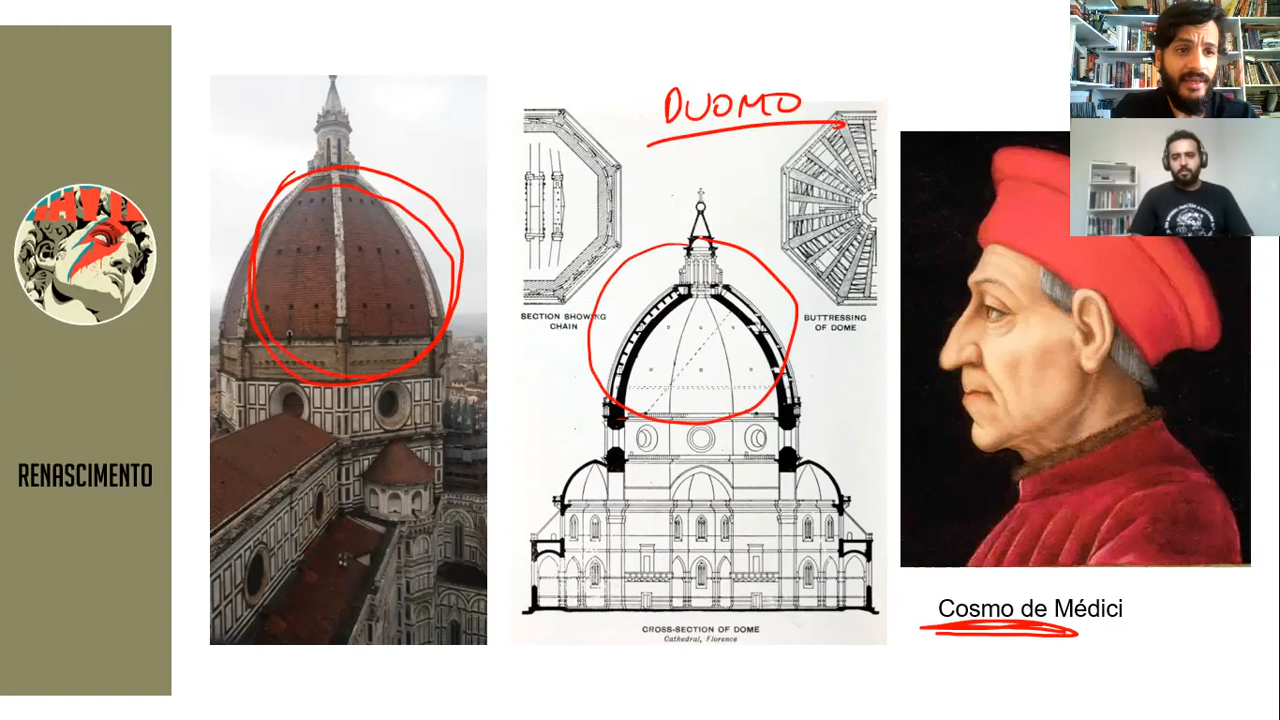 RENASCIMENTO
DUOMO
SECTION SHOWING
CHAIN
BUTTRESSING
OF DOME
CROSS-SECTION OF DOME
Cathedral, Florence
Cosmo de Médici